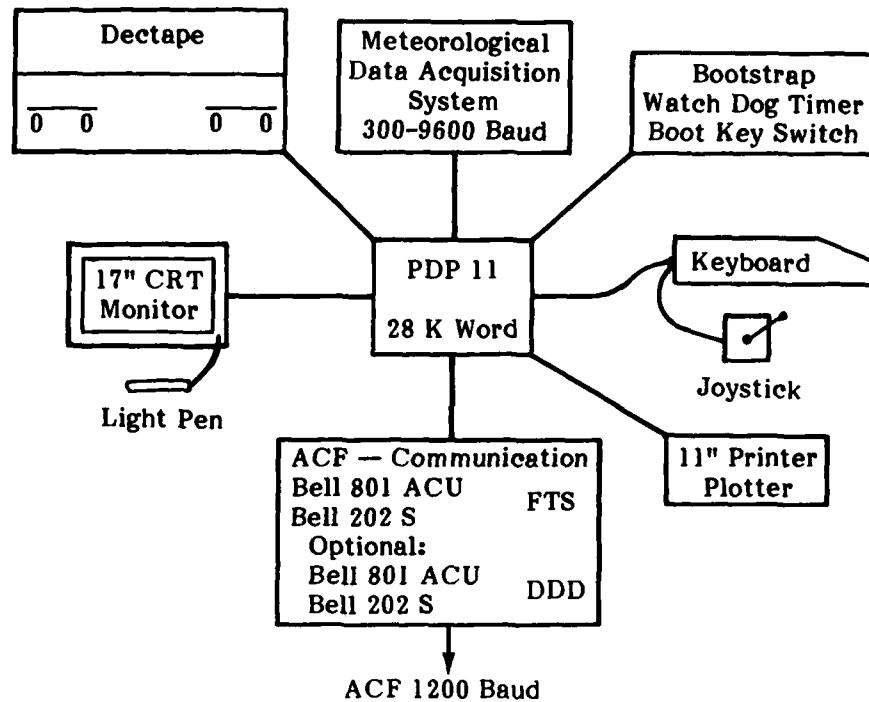 Dectape
0 0 0 0
Meteorological
Data Acquisition
System
300-9600 Baud
Bootstrap
Watch Dog Timer
Boot Key Switch
17" CRT
Monitor
Light Pen
PDP 11
28 K Word
Keyboard
Joystick
11" Printer
Plotter
ACF — Communication
Bell 801 ACU
Bell 202 S
FTS
Optional:
Bell 801 ACU
Bell 202 S
DDD
ACF 1200 Baud